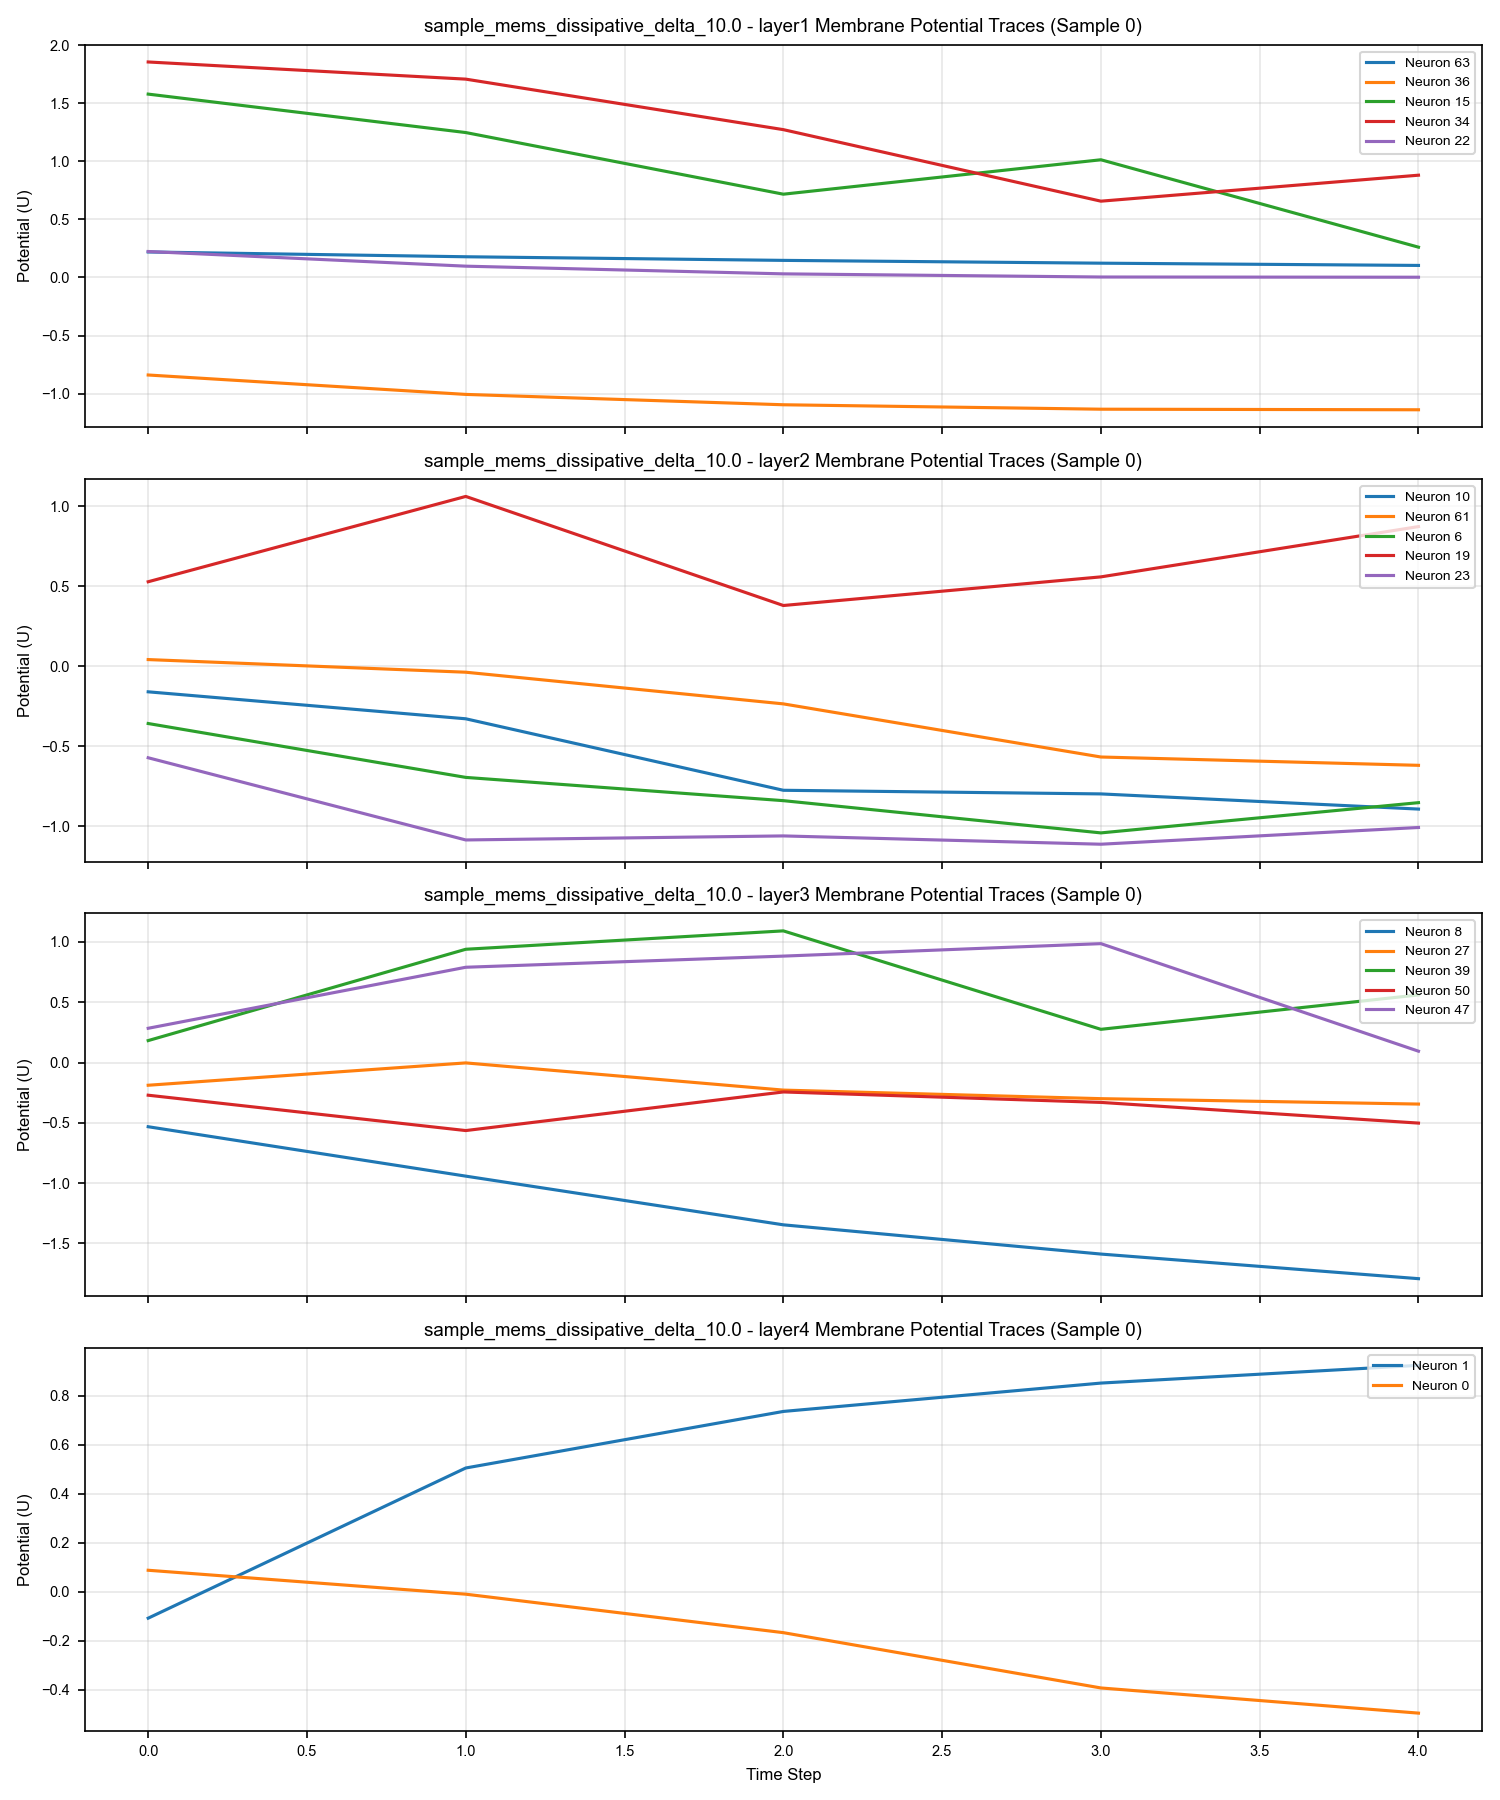 sample_mems_dissipative_delta_10.0 - layer1 Membrane Potential Traces (Sample 0)
Potential (U)
2.0
1.5
1.0
0.5
0.0
−0.5
−1.0
Neuron 63
Neuron 36
Neuron 15
Neuron 34
Neuron 22
sample_mems_dissipative_delta_10.0 - layer2 Membrane Potential Traces (Sample 0)
Potential (U)
1.0
0.5
0.0
−0.5
−1.0
Neuron 10
Neuron 61
Neuron 6
Neuron 19
Neuron 23
sample_mems_dissipative_delta_10.0 - layer3 Membrane Potential Traces (Sample 0)
Potential (U)
1.0
0.5
0.0
−0.5
−1.0
−1.5
Neuron 8
Neuron 27
Neuron 39
Neuron 50
Neuron 47
sample_mems_dissipative_delta_10.0 - layer4 Membrane Potential Traces (Sample 0)
Potential (U)
0.8
0.6
0.4
0.2
0.0
−0.2
−0.4
Neuron 1
Neuron 0
0.0 0.5 1.0 1.5 2.0 2.5 3.0 3.5 4.0
Time Step